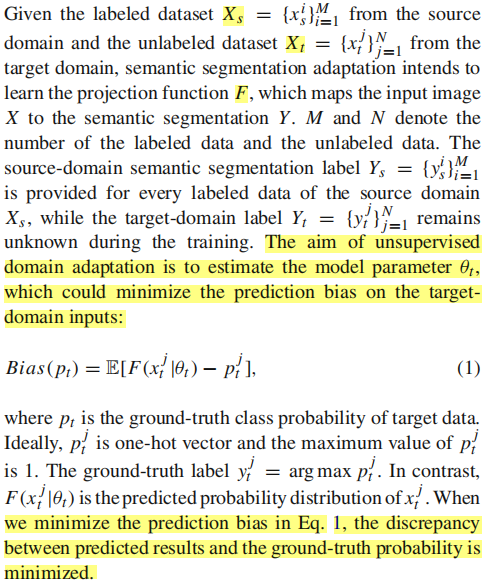 Given the labeled dataset X_s = {x_s^i}_{i=1}^M from the source
domain and the unlabeled dataset X_t = {x_t^j}_{j=1}^N from the
target domain, semantic segmentation adaptation intends to
learn the projection function F, which maps the input image
X to the semantic segmentation Y. M and N denote the
number of the labeled data and the unlabeled data. The
source-domain semantic segmentation label Y_s = {y_s^i}_{i=1}^M
is provided for every labeled data of the source domain
X_s, while the target-domain label Y_t = {y_t^j}_{j=1}^N remains
unknown during the training. The aim of unsupervised
domain adaptation is to estimate the model parameter θ_t,
which could minimize the prediction bias on the target-
domain inputs:
Bias(p_t) = 𝔼[F(x_t^j|θ_t) − p_t^j], (1)
where p_t is the ground-truth class probability of target data.
Ideally, p_t^j is one-hot vector and the maximum value of p_t^j
is 1. The ground-truth label y_t^j = arg max p_t^j. In contrast,
F(x_t^j|θ_t) is the predicted probability distribution of x_t^j. When
we minimize the prediction bias in Eq. 1, the discrepancy
between predicted results and the ground-truth probability is
minimized.